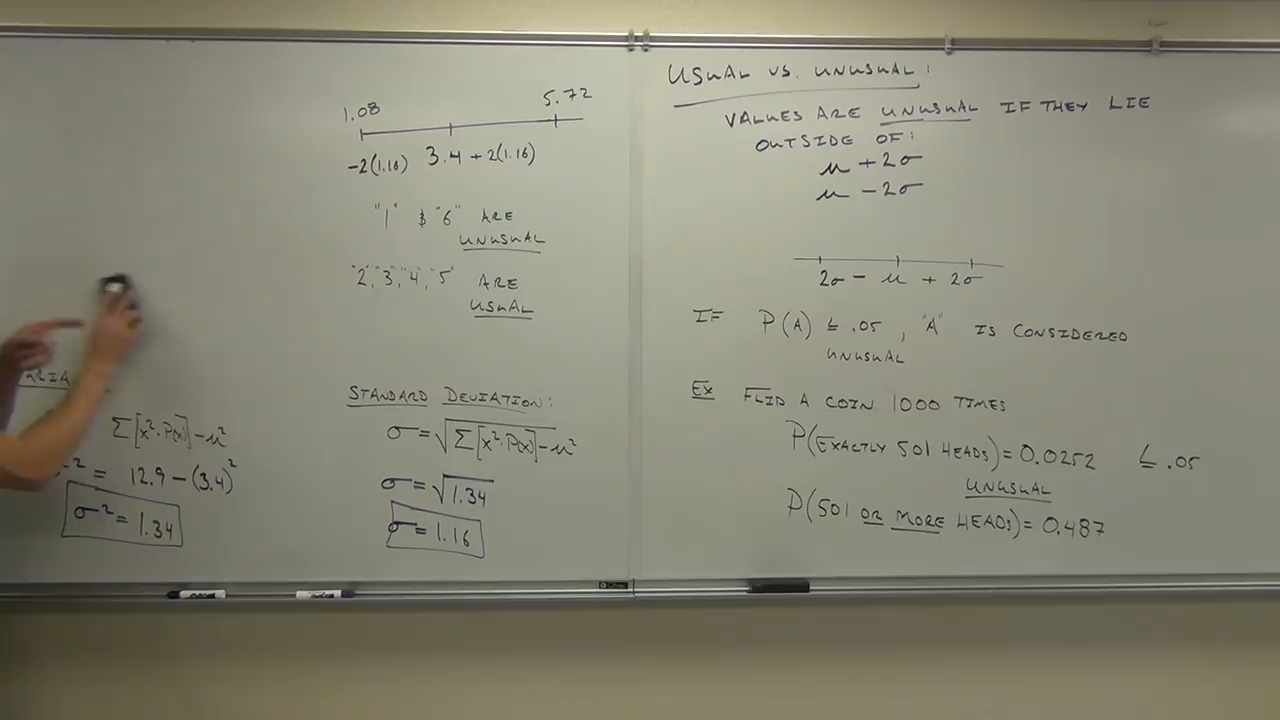 1.08 5.72
-2(1.16) 3.4 + 2(1.16)
"1" & "6" ARE
UNUSUAL
"2", "3", "4", "5" ARE
USUAL
Σ[x²·P(x)] - μ²
= 12.9 - (3.4)²
σ² = 1.34
STANDARD DEVIATION:
σ = √Σ[x²·P(x)] - μ²
σ = √1.34
σ = 1.16
USUAL VS. UNUSUAL:
VALUES ARE UNUSUAL IF THEY LIE
OUTSIDE OF:
μ + 2σ
μ - 2σ
2σ - μ + 2σ
IF P(A) ≤ .05, "A" IS CONSIDERED
UNUSUAL
EX FLIP A COIN 1000 TIMES
P(EXACTLY 501 HEADS) = 0.0252 ≤ .05
UNUSUAL
P(501 OR MORE HEADS) = 0.487